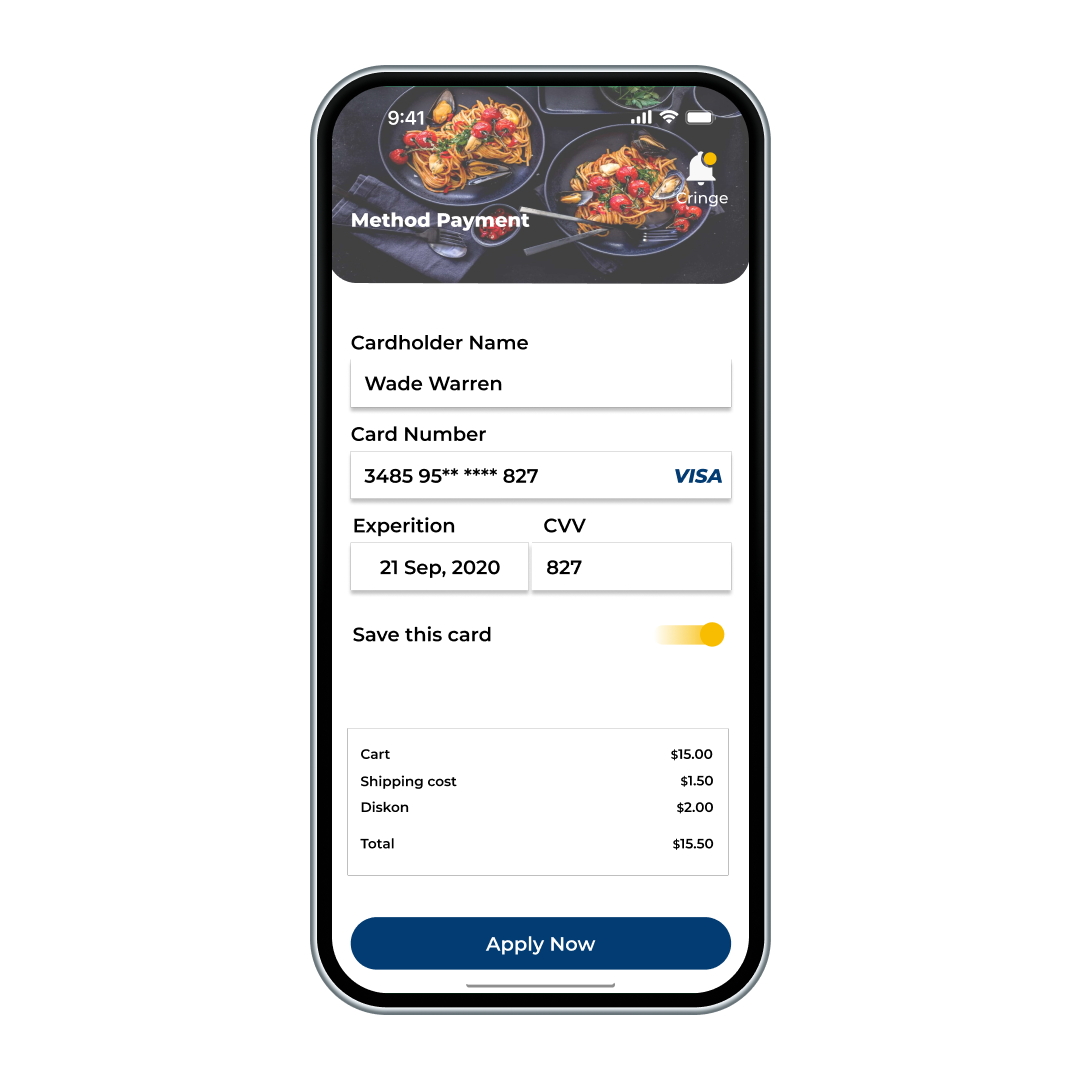 9:41
Cringe
Method Payment
Cardholder Name
Wade Warren
Card Number
3485 95** **** 827 VISA
Experition CVV
21 Sep, 2020 827
Save this card
Cart $15.00
Shipping cost $1.50
Diskon $2.00
Total $15.50
Apply Now